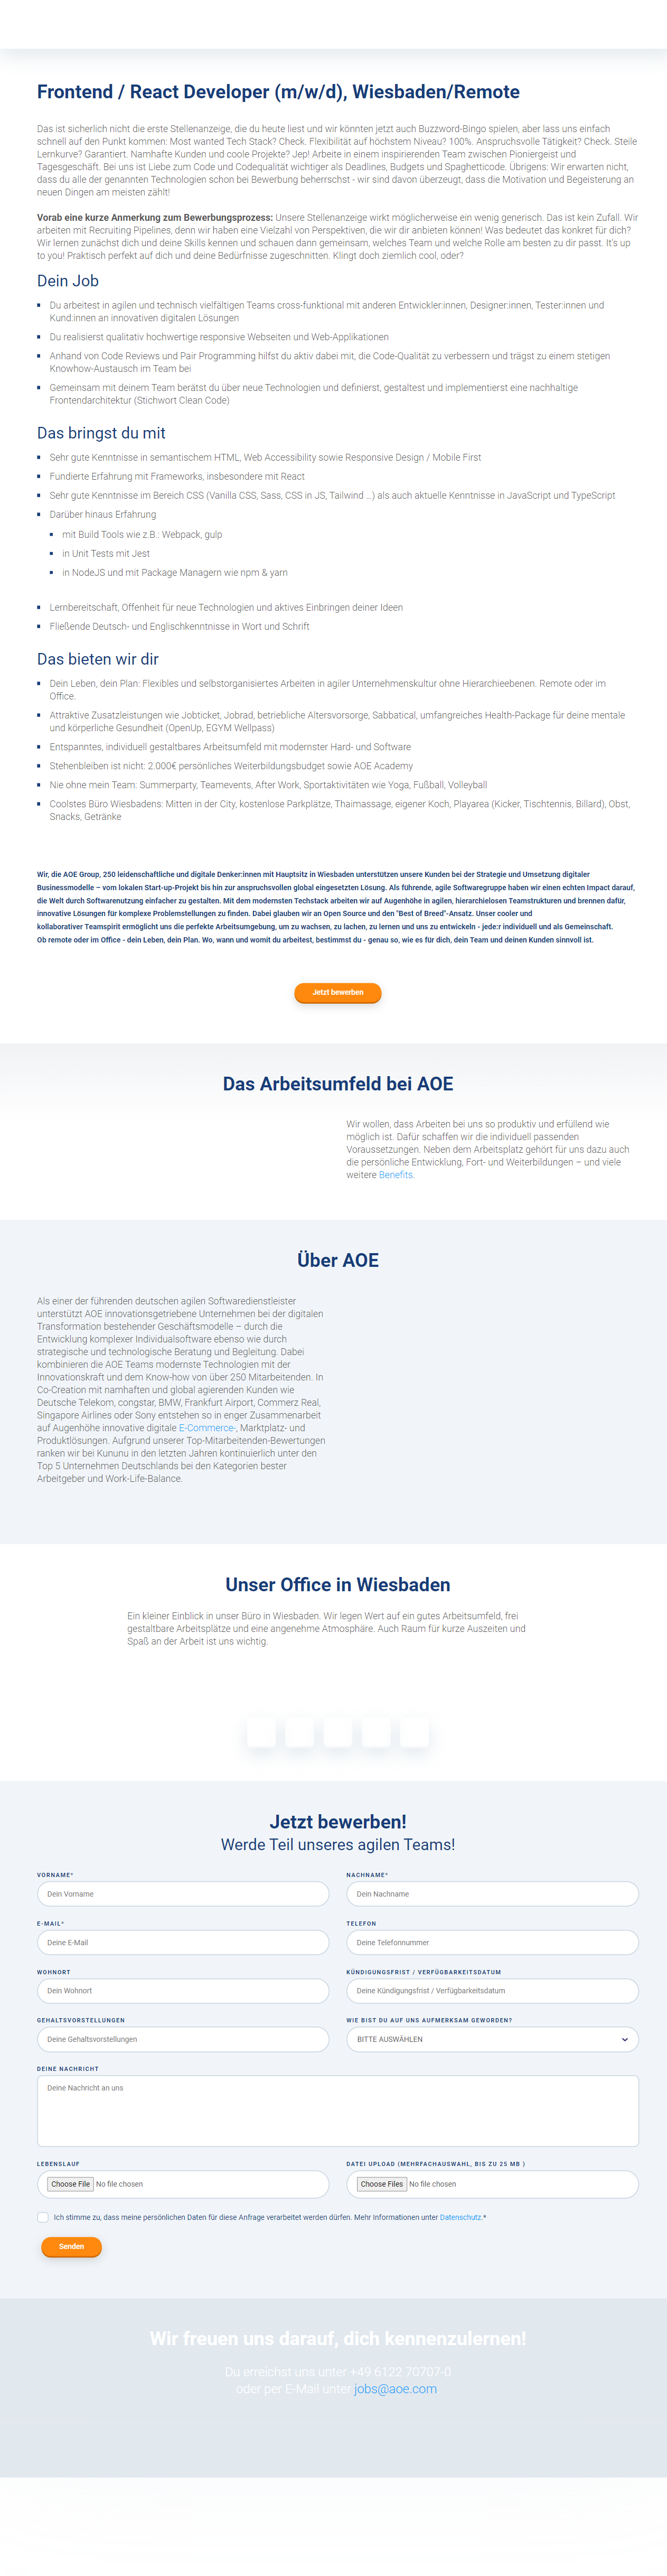 Frontend / React Developer (m/w/d), Wiesbaden/Remote
Das ist sicherlich nicht die erste Stellenanzeige, die du heute liest und wir könnten jetzt auch Buzzword-Bingo spielen, aber lass uns einfach
schnell auf den Punkt kommen: Most wanted Tech Stack? Check. Flexibilität auf höchstem Niveau? 100%. Anspruchsvolle Tätigkeit? Check. Steile
Lernkurve? Garantiert. Namhafte Kunden und coole Projekte? Jep! Arbeite in einem inspirierenden Team zwischen Pioniergeist und
Tagesgeschäft. Bei uns ist Liebe zum Code und Codequalität wichtiger als Deadlines, Budgets und Spaghetticode. Übrigens: Wir erwarten nicht,
dass du alle der genannten Technologien schon bei Bewerbung beherrschst - wir sind davon überzeugt, dass die Motivation und Begeisterung an
neuen Dingen am meisten zählt!
Vorab eine kurze Anmerkung zum Bewerbungsprozess: Unsere Stellenanzeige wirkt möglicherweise ein wenig generisch. Das ist kein Zufall. Wir
arbeiten mit Recruiting Pipelines, denn wir haben eine Vielzahl von Perspektiven, die wir dir anbieten können! Was bedeutet das konkret für dich?
Wir lernen zunächst dich und deine Skills kennen und schauen dann gemeinsam, welches Team und welche Rolle am besten zu dir passt. It's up
to you! Praktisch perfekt auf dich und deine Bedürfnisse zugeschnitten. Klingt doch ziemlich cool, oder?
Dein Job
Du arbeitest in agilen und technisch vielfältigen Teams cross-funktional mit anderen Entwickler:innen, Designer:innen, Tester:innen und
Kund:innen an innovativen digitalen Lösungen
Du realisierst qualitativ hochwertige responsive Webseiten und Web-Applikationen
Anhand von Code Reviews und Pair Programming hilfst du aktiv dabei mit, die Code-Qualität zu verbessern und trägst zu einem stetigen
Knowhow-Austausch im Team bei
Gemeinsam mit deinem Team berätst du über neue Technologien und definierst, gestaltest und implementierst eine nachhaltige
Frontendarchitektur (Stichwort Clean Code)
Das bringst du mit
Sehr gute Kenntnisse in semantischem HTML, Web Accessibility sowie Responsive Design / Mobile First
Fundierte Erfahrung mit Frameworks, insbesondere mit React
Sehr gute Kenntnisse im Bereich CSS (Vanilla CSS, Sass, CSS in JS, Tailwind ...) als auch aktuelle Kenntnisse in JavaScript und TypeScript
Darüber hinaus Erfahrung
mit Build Tools wie z.B.: Webpack, gulp
in Unit Tests mit Jest
in NodeJS und mit Package Managern wie npm & yarn
Lernbereitschaft, Offenheit für neue Technologien und aktives Einbringen deiner Ideen
Fließende Deutsch- und Englischkenntnisse in Wort und Schrift
Das bieten wir dir
Dein Leben, dein Plan: Flexibles und selbstorganisiertes Arbeiten in agiler Unternehmenskultur ohne Hierarchieebenen. Remote oder im
Office.
Attraktive Zusatzleistungen wie Jobticket, Jobrad, betriebliche Altersvorsorge, Sabbatical, umfangreiches Health-Package für deine mentale
und körperliche Gesundheit (OpenUp, EGYM Wellpass)
Entspanntes, individuell gestaltbares Arbeitsumfeld mit modernster Hard- und Software
Stehenbleiben ist nicht: 2.000€ persönliches Weiterbildungsbudget sowie AOE Academy
Nie ohne mein Team: Summerparty, Teamevents, After Work, Sportaktivitäten wie Yoga, Fußball, Volleyball
Coolstes Büro Wiesbadens: Mitten in der City, kostenlose Parkplätze, Thaimassage, eigener Koch, Playarea (Kicker, Tischtennis, Billard), Obst,
Snacks, Getränke
Wir, die AOE Group, 250 leidenschaftliche und digitale Denker:innen mit Hauptsitz in Wiesbaden unterstützen unsere Kunden bei der Strategie und Umsetzung digitaler
Businessmodelle – vom lokalen Start-up-Projekt bis hin zur anspruchsvollen global eingesetzten Lösung. Als führende, agile Softwaregruppe haben wir einen echten Impact darauf,
die Welt durch Softwarenutzung einfacher zu gestalten. Mit dem modernsten Techstack arbeiten wir auf Augenhöhe in agilen, hierarchielosen Teamstrukturen und brennen dafür,
innovative Lösungen für komplexe Problemstellungen zu finden. Dabei glauben wir an Open Source und den "Best of Breed"-Ansatz. Unser cooler und
kollaborativer Teamspirit ermöglicht uns die perfekte Arbeitsumgebung, um zu wachsen, zu lachen, zu lernen und uns zu entwickeln - jede:r individuell und als Gemeinschaft.
Ob remote oder im Office - dein Leben, dein Plan. Wo, wann und womit du arbeitest, bestimmst du - genau so, wie es für dich, dein Team und deinen Kunden sinnvoll ist.
Jetzt bewerben
Das Arbeitsumfeld bei AOE
Wir wollen, dass Arbeiten bei uns so produktiv und erfüllend wie
möglich ist. Dafür schaffen wir die individuell passenden
Voraussetzungen. Neben dem Arbeitsplatz gehört für uns dazu auch
die persönliche Entwicklung, Fort- und Weiterbildungen – und viele
weitere Benefits.
Über AOE
Als einer der führenden deutschen agilen Softwaredienstleister
unterstützt AOE innovationsgetriebene Unternehmen bei der digitalen
Transformation bestehender Geschäftsmodelle – durch die
Entwicklung komplexer Individualsoftware ebenso wie durch
strategische und technologische Beratung und Begleitung. Dabei
kombinieren die AOE Teams modernste Technologien mit der
Innovationskraft und dem Know-how von über 250 Mitarbeitenden. In
Co-Creation mit namhaften und global agierenden Kunden wie
Deutsche Telekom, congstar, BMW, Frankfurt Airport, Commerz Real,
Singapore Airlines oder Sony entstehen so in enger Zusammenarbeit
auf Augenhöhe innovative digitale E-Commerce-, Marktplatz- und
Produktlösungen. Aufgrund unserer Top-Mitarbeitenden-Bewertungen
ranken wir bei Kununu in den letzten Jahren kontinuierlich unter den
Top 5 Unternehmen Deutschlands bei den Kategorien bester
Arbeitgeber und Work-Life-Balance.
Unser Office in Wiesbaden
Ein kleiner Einblick in unser Büro in Wiesbaden. Wir legen Wert auf ein gutes Arbeitsumfeld, frei
gestaltbare Arbeitsplätze und eine angenehme Atmosphäre. Auch Raum für kurze Auszeiten und
Spaß an der Arbeit ist uns wichtig.
Jetzt bewerben!
Werde Teil unseres agilen Teams!
VORNAME*
NACHNAME*
Dein Vorname
Dein Nachname
E-MAIL*
TELEFON
Deine E-Mail
Deine Telefonnummer
WOHNORT
KÜNDIGUNGSFRIST / VERFÜGBARKEITSDATUM
Dein Wohnort
Deine Kündigungsfrist / Verfügbarkeitsdatum
GEHALTSVORSTELLUNGEN
WIE BIST DU AUF UNS AUFMERKSAM GEWORDEN?
Deine Gehaltsvorstellungen
BITTE AUSWÄHLEN
DEINE NACHRICHT
Deine Nachricht an uns
LEBENSLAUF
DATEI UPLOAD (MEHRFACHAUSWAHL, BIS ZU 25 MB )
Choose File No file chosen
Choose Files No file chosen
Ich stimme zu, dass meine persönlichen Daten für diese Anfrage verarbeitet werden dürfen. Mehr Informationen unter Datenschutz.*
Senden
Wir freuen uns darauf, dich kennenzulernen!
Du erreichst uns unter +49 6122 70707-0
oder per E-Mail unter jobs@aoe.com